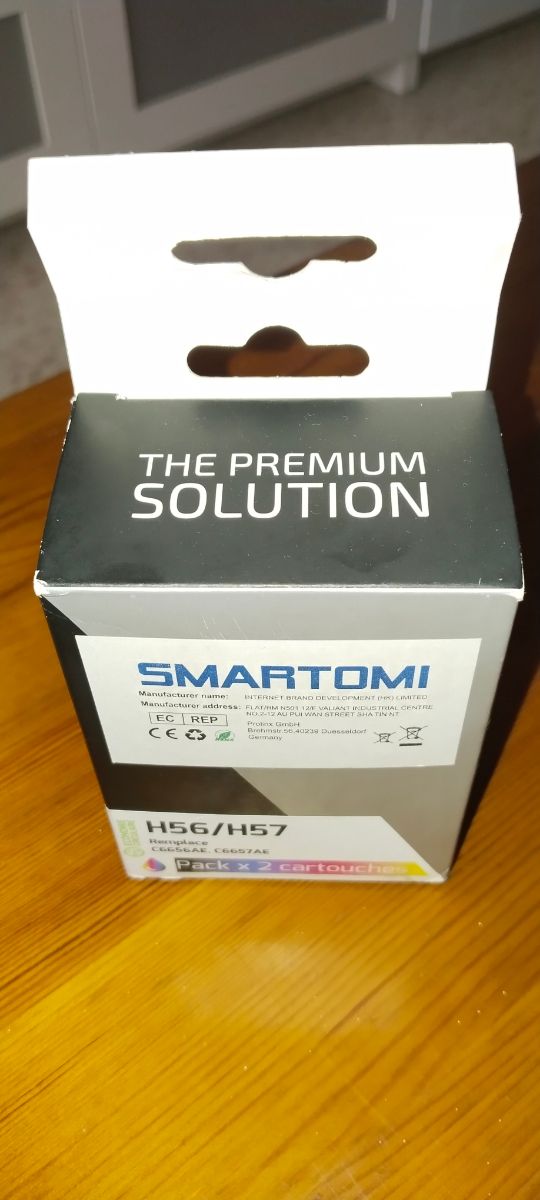 THE PREMIUM
SOLUTION
SMARTOMI
Manufacturer name: INTERNET BRAND DEVELOPMENT (HK) LIMITED
Manufacturer address: FLAT/RM N501 12/F VALIANT INDUSTRIAL CENTRE
NO.2-12 AU PUI WAN STREET SHA TIN NT
EC REP
Prolinx GmbH
Brehmstr.56,40239 Duesseldorf
Germany
CE
H56/H57
Remplace
C6656AE, C6657AE
Pack x 2 cartouches